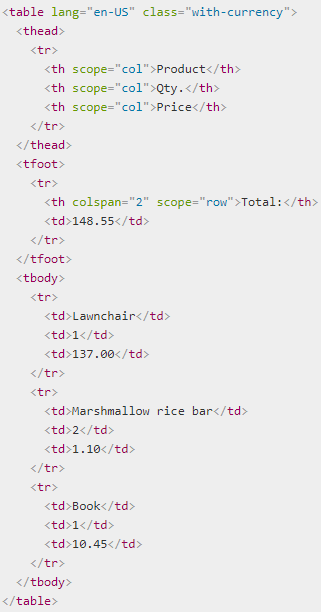 <table lang="en-US" class="with-currency">
  <thead>
    <tr>
      <th scope="col">Product</th>
      <th scope="col">Qty.</th>
      <th scope="col">Price</th>
    </tr>
  </thead>
  <tfoot>
    <tr>
      <th colspan="2" scope="row">Total:</th>
      <td>148.55</td>
    </tr>
  </tfoot>
  <tbody>
    <tr>
      <td>Lawnchair</td>
      <td>1</td>
      <td>137.00</td>
    </tr>
    <tr>
      <td>Marshmallow rice bar</td>
      <td>2</td>
      <td>1.10</td>
    </tr>
    <tr>
      <td>Book</td>
      <td>1</td>
      <td>10.45</td>
    </tr>
  </tbody>
</table>